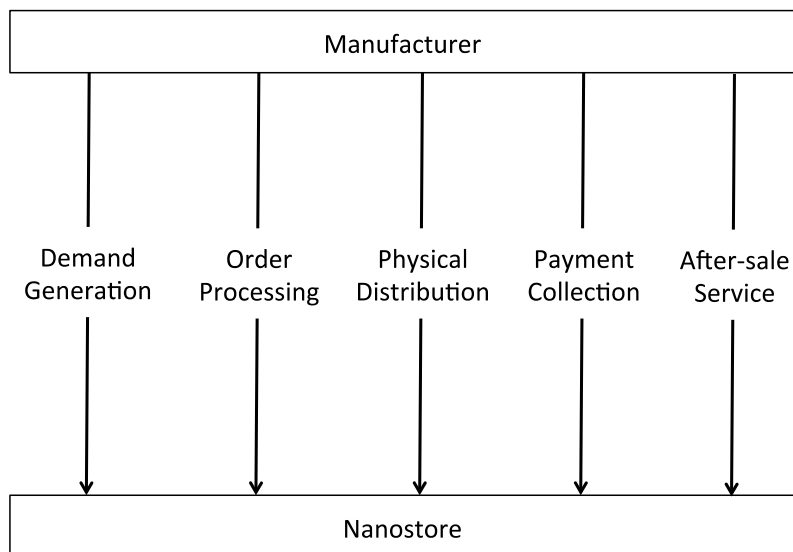 Manufacturer
Demand
Generation
Order
Processing
Physical
Distribution
Payment
Collection
After-sale
Service
Nanostore